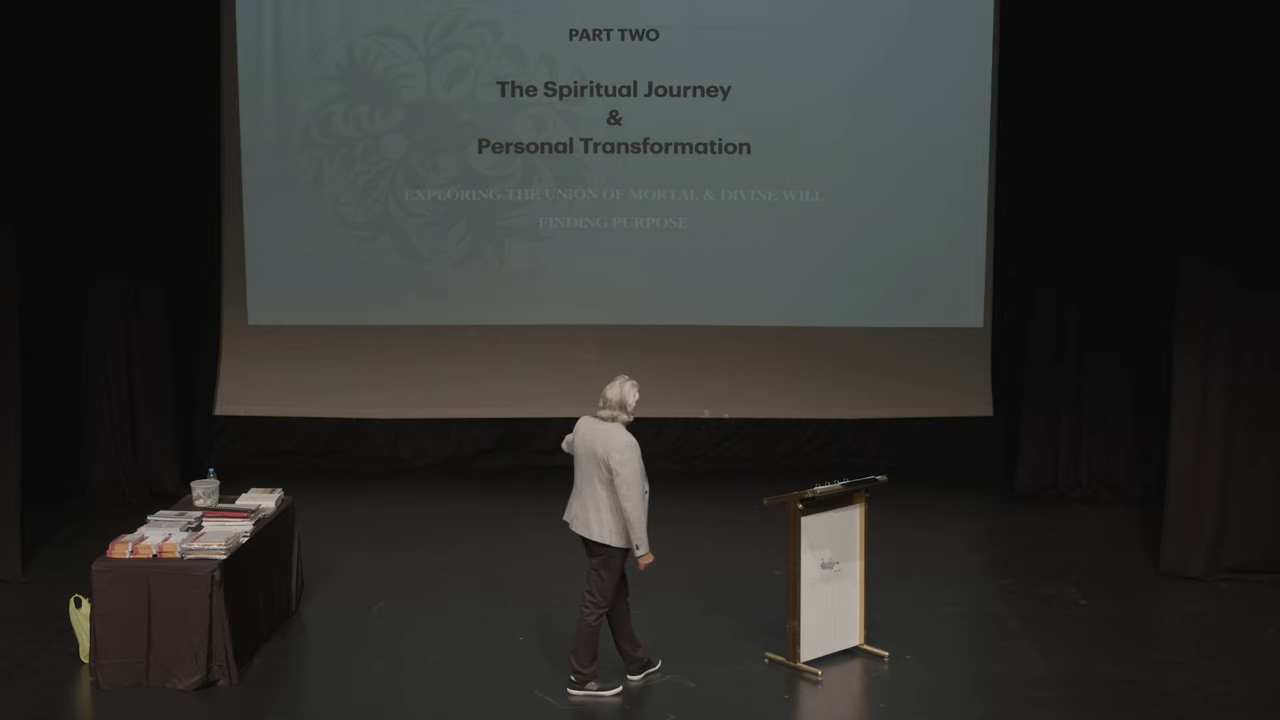 PART TWO
The Spiritual Journey
&
Personal Transformation
EXPLORING THE UNION OF MORTAL & DIVINE WILL
FINDING PURPOSE